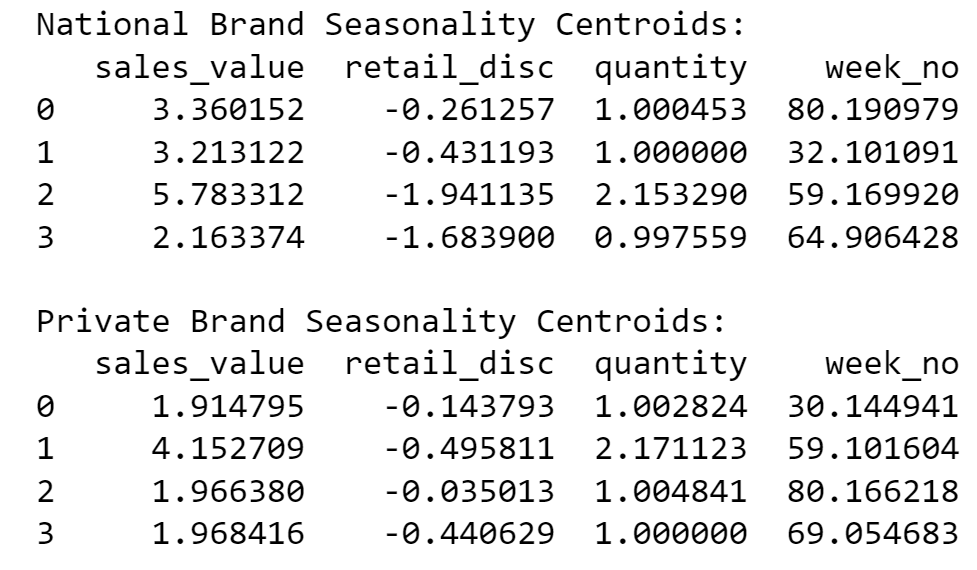 National Brand Seasonality Centroids:
   sales_value  retail_disc  quantity    week_no
0     3.360152    -0.261257  1.000453  80.190979
1     3.213122    -0.431193  1.000000  32.101091
2     5.783312    -1.941135  2.153290  59.169920
3     2.163374    -1.683900  0.997559  64.906428
Private Brand Seasonality Centroids:
   sales_value  retail_disc  quantity    week_no
0     1.914795    -0.143793  1.002824  30.144941
1     4.152709    -0.495811  2.171123  59.101604
2     1.966380    -0.035013  1.004841  80.166218
3     1.968416    -0.440629  1.000000  69.054683